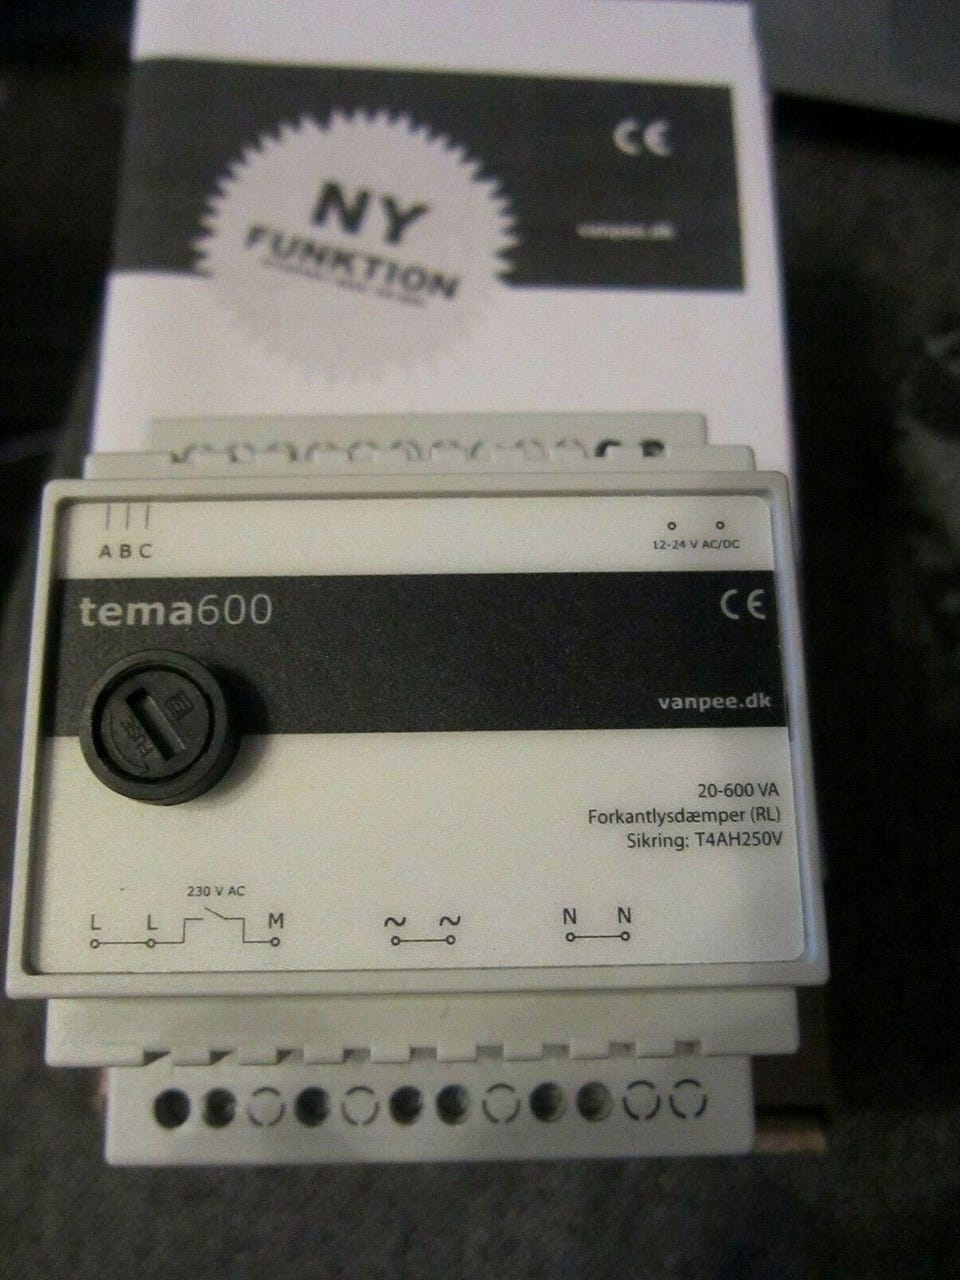 CE
NY
FUNKTION
vanpee.dk
A B C
12-24 V AC/DC
tema600
CE
vanpee.dk
FUSE
20-600 VA
Forkantlysdæmper (RL)
Sikring: T4AH250V
230 V AC
L L M ~ ~ N N